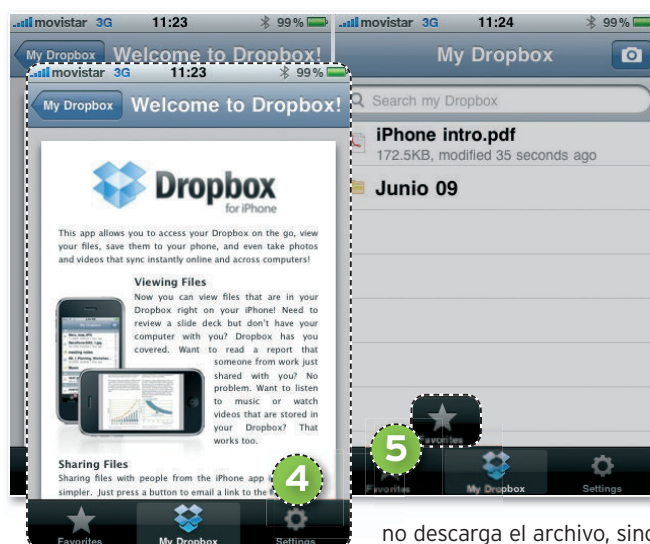 movistar 3G 11:23 99%
My Dropbox Welcome to Dropbox!
movistar 3G 11:23 99%
My Dropbox Welcome to Dropbox!
Dropbox
for iPhone
This app allows you to access your Dropbox on the go, view
your files, save them to your phone, and even take photos
and videos that sync instantly online and across computers!
Viewing Files
Now you can view files that are in your
Dropbox right on your iPhone! Need to
review a slide deck but don't have your
computer with you? Dropbox has you
covered. Want to read a report that
someone from work just
shared with you? No
problem. Want to listen
to music or watch
videos that are stored in
your Dropbox? That
works too.
Sharing Files
Sharing files with people from the iPhone app
simpler. Just press a button to email a link to the
4
Favorites My Dropbox Settings
movistar 3G 11:24 99%
My Dropbox
Search my Dropbox
iPhone intro.pdf
172.5KB, modified 35 seconds ago
Junio 09
Favorites
5
Favorites My Dropbox Settings
no descarga el archivo, sino